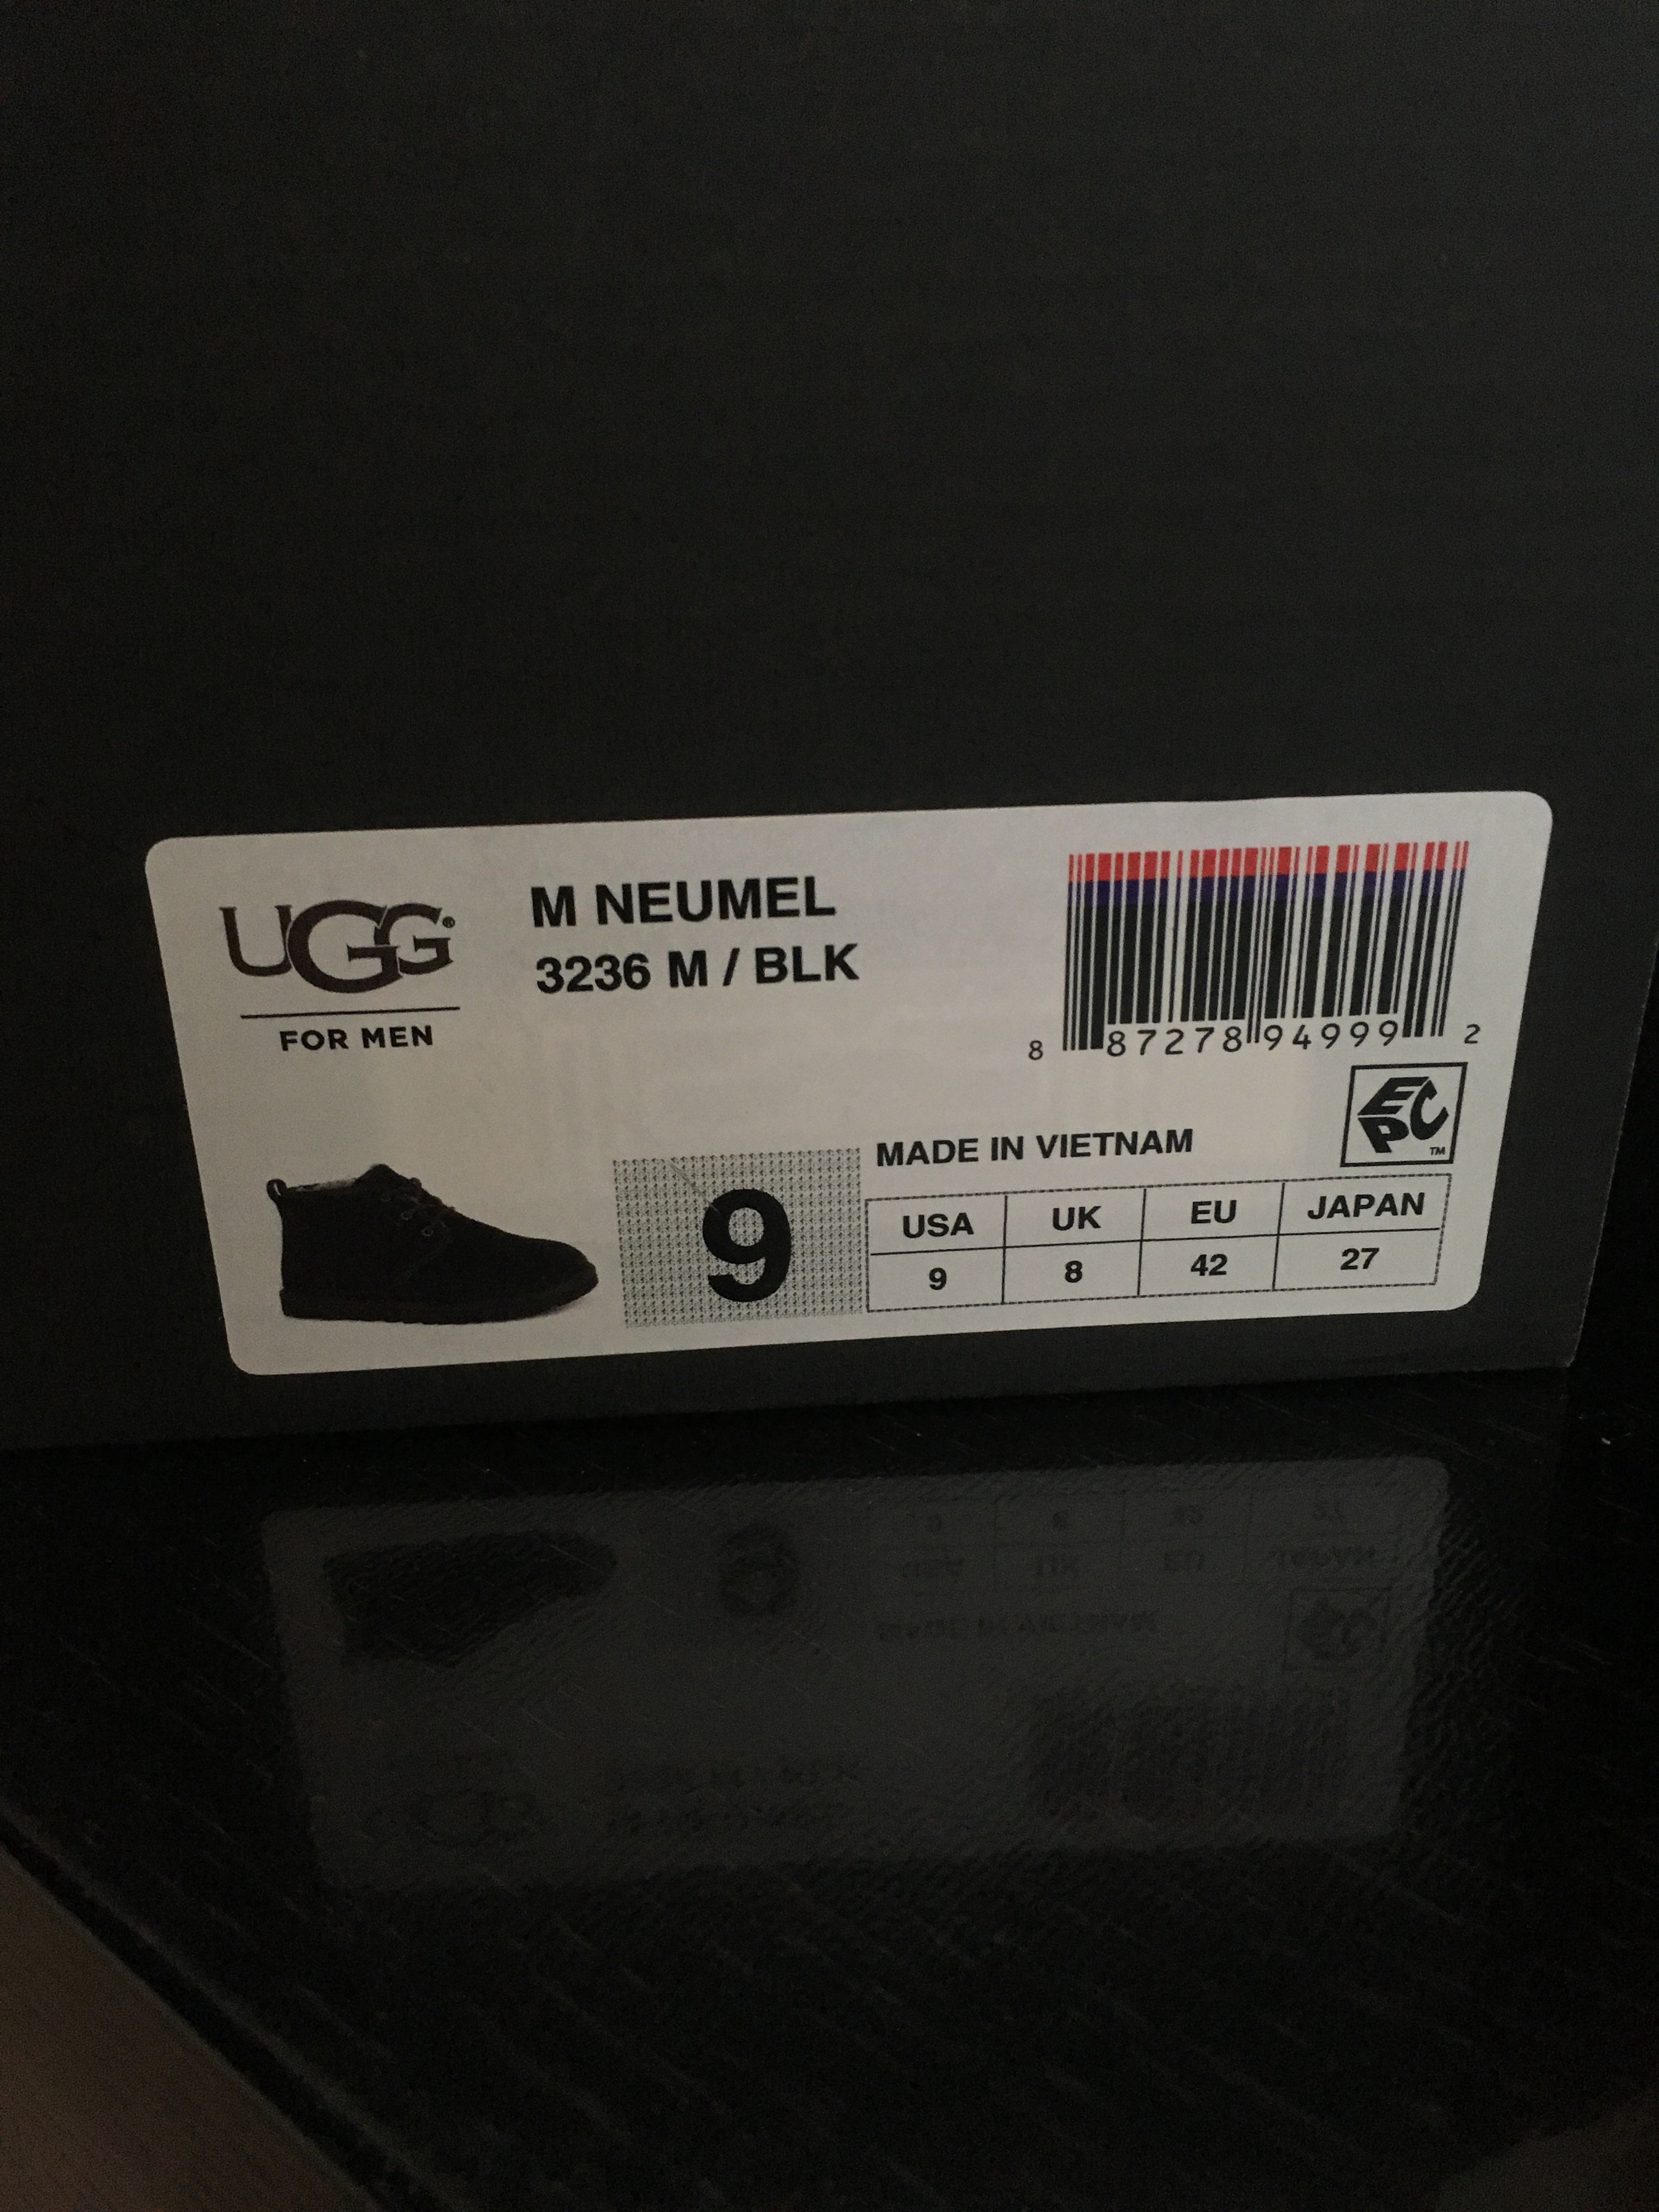 UGG®
FOR MEN
M NEUMEL
3236 M / BLK
8 87278 94999 2
EPC™
MADE IN VIETNAM
9
USA UK EU JAPAN
9 8 42 27